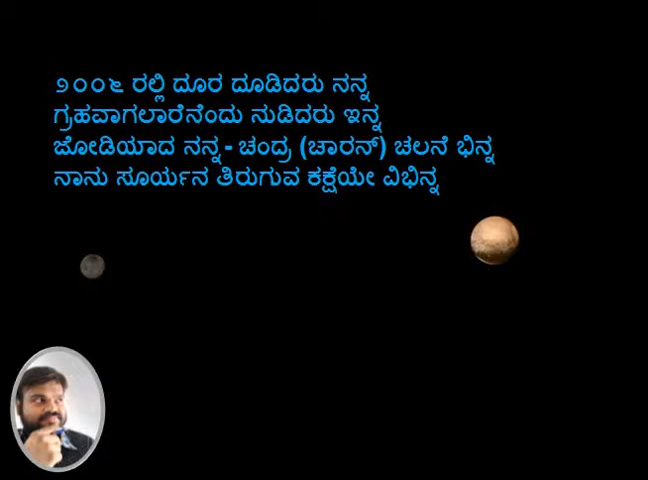 ೨೦೦೬ ರಲ್ಲಿ ದೂರ ದೂಡಿದರು ನನ್ನ
ಗ್ರಹವಾಗಲಾರೆನೆಂದು ನುಡಿದರು ಇನ್ನ
ಜೋಡಿಯಾದ ನನ್ನ - ಚಂದ್ರ (ಚಾರನ್) ಚಲನೆ ಭಿನ್ನ
ನಾನು ಸೂರ್ಯನ ತಿರುಗುವ ಕಕ್ಷೆಯೇ ವಿಭಿನ್ನ